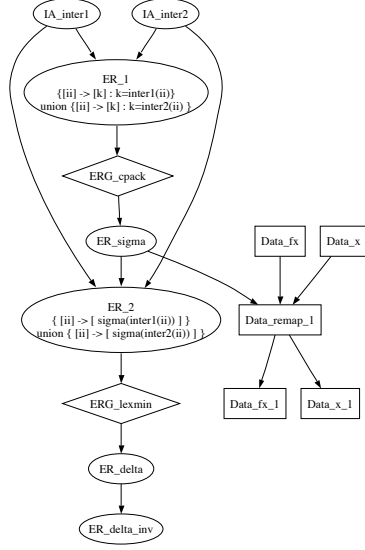 IA_inter1
IA_inter2
ER_1
{[ii] -> [k] : k=inter1(ii)}
union {[ii] -> [k] : k=inter2(ii) }
ERG_cpack
ER_sigma
Data_fx
Data_x
ER_2
{ [ii] -> [ sigma(inter1(ii)) ] }
union { [ii] -> [ sigma(inter2(ii)) ] }
Data_remap_1
ERG_lexmin
Data_fx_1
Data_x_1
ER_delta
ER_delta_inv